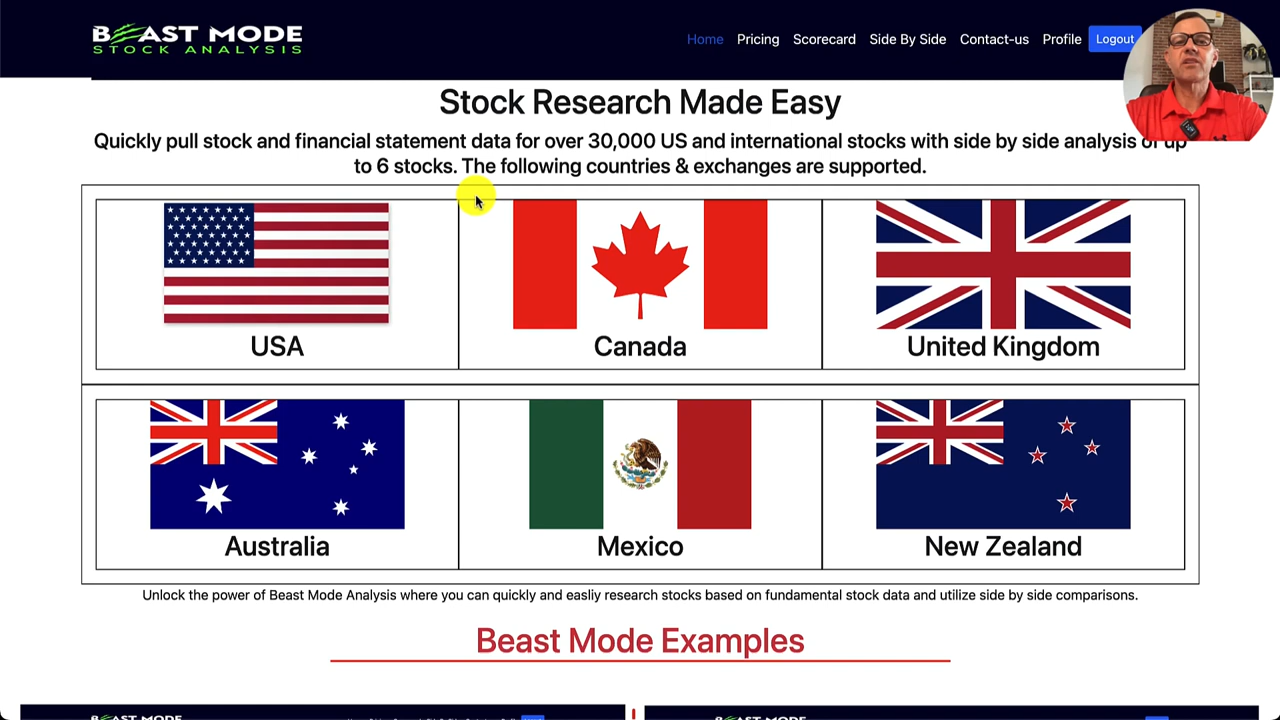 BEAST MODE
STOCK ANALYSIS
Home Pricing Scorecard Side By Side Contact-us Profile Logout
Stock Research Made Easy
Quickly pull stock and financial statement data for over 30,000 US and international stocks with side by side analysis of up
to 6 stocks. The following countries & exchanges are supported.
USA Canada United Kingdom
Australia Mexico New Zealand
Unlock the power of Beast Mode Analysis where you can quickly and easliy research stocks based on fundamental stock data and utilize side by side comparisons.
Beast Mode Examples
BEAST MODE BEAST MODE